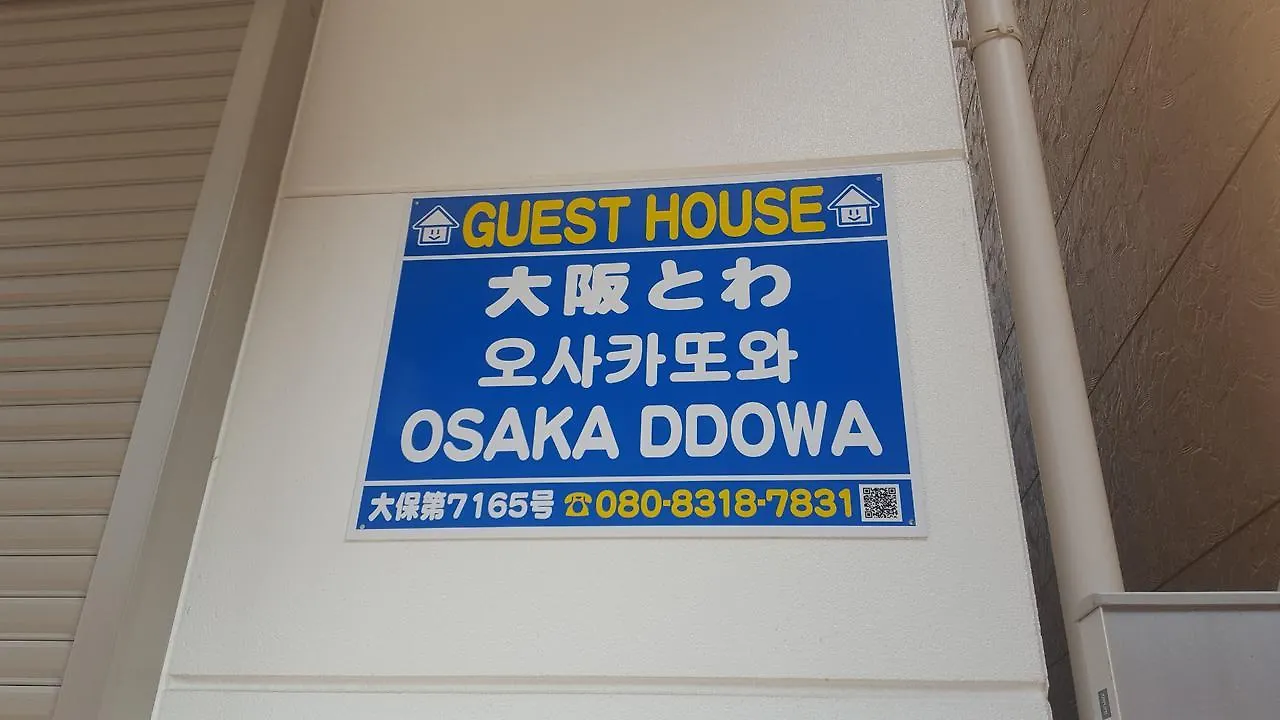 GUEST HOUSE
大阪とわ
오사카또와
OSAKA DDOWA
大保第7165号 ☎080-8318-7831